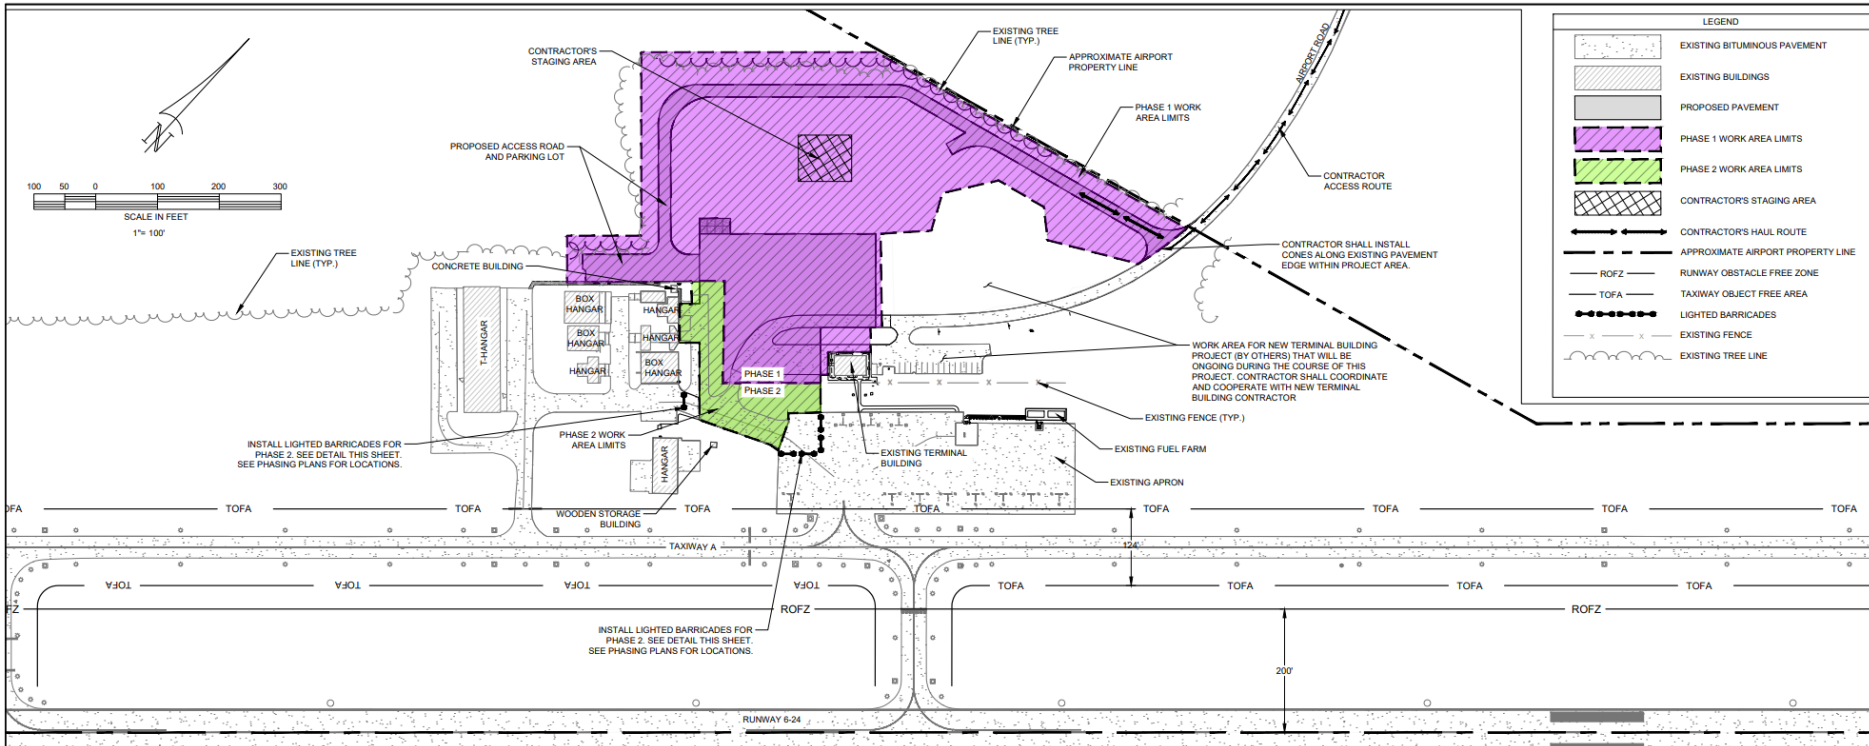 EXISTING TREE
LINE (TYP.)
CONTRACTOR'S
STAGING AREA
APPROXIMATE AIRPORT
PROPERTY LINE
AIRPORT ROAD
PHASE 1 WORK
AREA LIMITS
PROPOSED ACCESS ROAD
AND PARKING LOT
CONTRACTOR
ACCESS ROUTE
N
100 50 0 100 200 300
SCALE IN FEET
1"= 100'
EXISTING TREE
LINE (TYP.)
CONCRETE BUILDING
CONTRACTOR SHALL INSTALL
CONES ALONG EXISTING PAVEMENT
EDGE WITHIN PROJECT AREA.
T-HANGAR
BOX
HANGAR
HANGAR
BOX
HANGAR
HANGAR
HANGAR
BOX
HANGAR
PHASE 1
PHASE 2
WORK AREA FOR NEW TERMINAL BUILDING
PROJECT (BY OTHERS) THAT WILL BE
ONGOING DURING THE COURSE OF THIS
PROJECT. CONTRACTOR SHALL COORDINATE
AND COOPERATE WITH NEW TERMINAL
BUILDING CONTRACTOR
X X X X
EXISTING FENCE (TYP.)
INSTALL LIGHTED BARRICADES FOR
PHASE 2. SEE DETAIL THIS SHEET.
SEE PHASING PLANS FOR LOCATIONS.
PHASE 2 WORK
AREA LIMITS
HANGAR
EXISTING TERMINAL
BUILDING
EXISTING FUEL FARM
EXISTING APRON
WOODEN STORAGE
BUILDING
OFA TOFA TOFA TOFA TOFA TOFA TOFA TOFA TOFA
TAXIWAY A
124'
TOFA TOFA TOFA TOFA TOFA TOFA TOFA TOFA
FZ ROFZ ROFZ
INSTALL LIGHTED BARRICADES FOR
PHASE 2. SEE DETAIL THIS SHEET.
SEE PHASING PLANS FOR LOCATIONS.
200'
RUNWAY 6-24
LEGEND
EXISTING BITUMINOUS PAVEMENT
EXISTING BUILDINGS
PROPOSED PAVEMENT
PHASE 1 WORK AREA LIMITS
PHASE 2 WORK AREA LIMITS
CONTRACTOR'S STAGING AREA
CONTRACTOR'S HAUL ROUTE
APPROXIMATE AIRPORT PROPERTY LINE
ROFZ RUNWAY OBSTACLE FREE ZONE
TOFA TAXIWAY OBJECT FREE AREA
LIGHTED BARRICADES
X X EXISTING FENCE
EXISTING TREE LINE